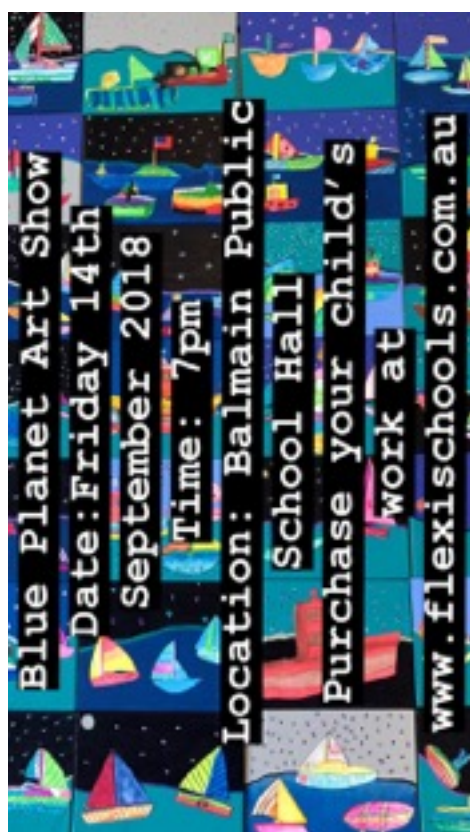 Blue Planet Art Show
Date:Friday 14th
September 2018
Time: 7pm
Location: Balmain Public
School Hall
Purchase your child's
work at
www.flexischools.com.au